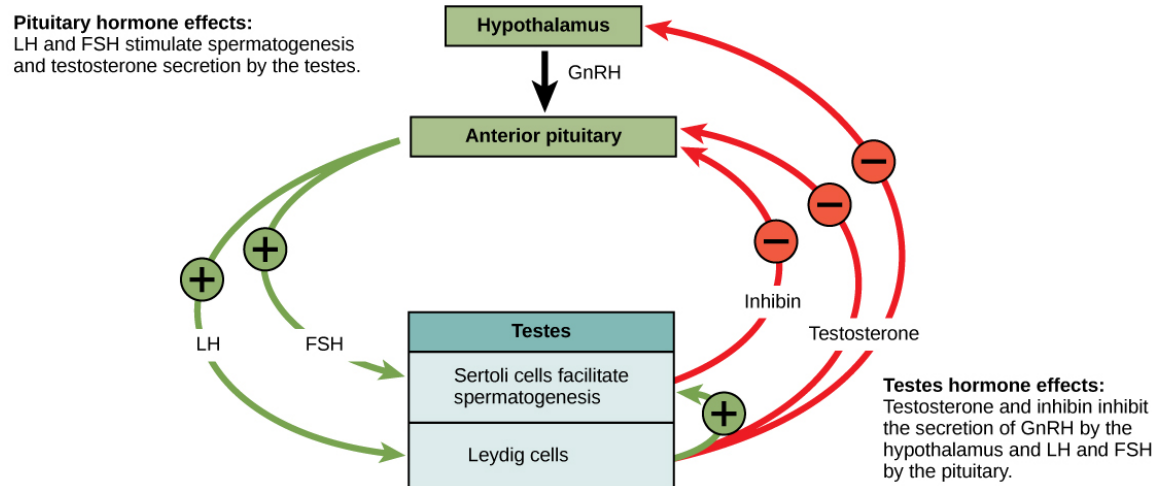 Pituitary hormone effects:
LH and FSH stimulate spermatogenesis
and testosterone secretion by the testes.
Hypothalamus
GnRH
Anterior pituitary
+
+
−
−
−
LH
FSH
Inhibin
Testosterone
Testes
Sertoli cells facilitate
spermatogenesis
+
Leydig cells
Testes hormone effects:
Testosterone and inhibin inhibit
the secretion of GnRH by the
hypothalamus and LH and FSH
by the pituitary.